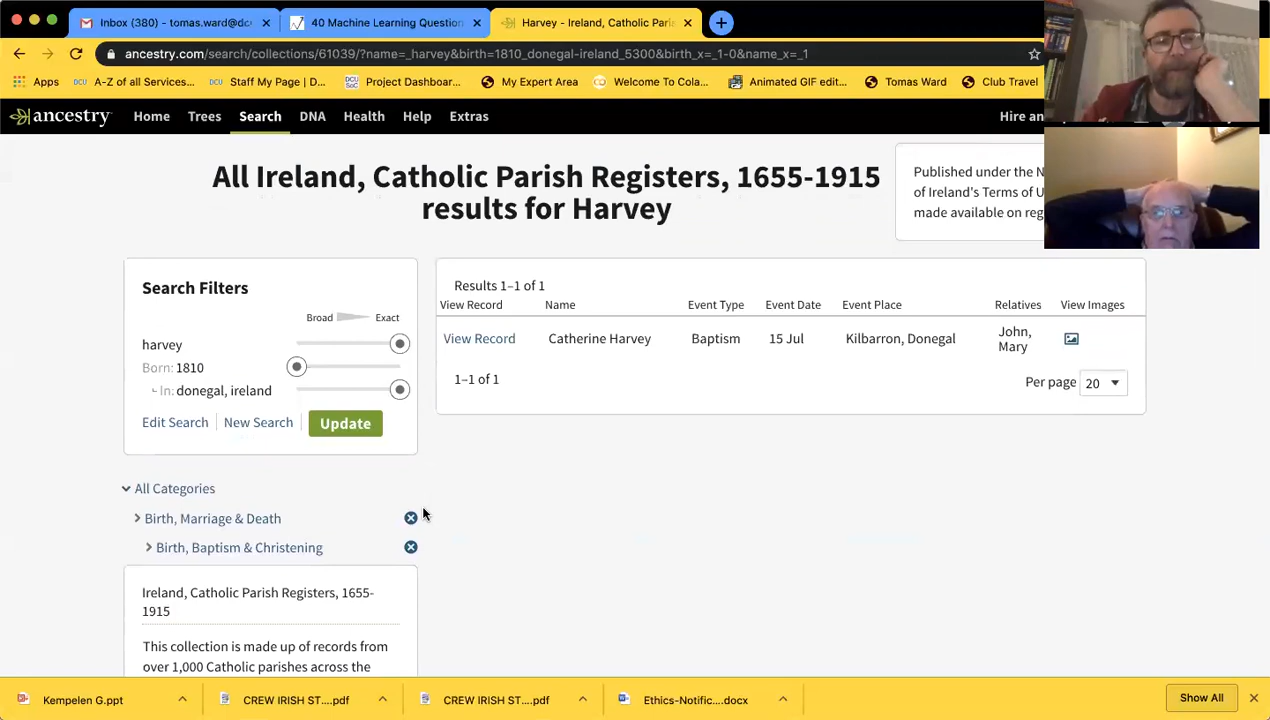 Inbox (380) - tomas.ward@dc
40 Machine Learning Question
Harvey - Ireland, Catholic Pari
ancestry.com/search/collections/61039/?name=_harvey&birth=1810_donegal-ireland_5300&birth_x=_1-0&name_x=_1
Apps
DCU A-Z of all Services...
DCU Staff My Page | D...
DCU SoC Project Dashboar...
My Expert Area
Welcome To Cola...
Animated GIF edit...
Tomas Ward
Club Travel
ancestry
Home
Trees
Search
DNA
Health
Help
Extras
Hire an
All Ireland, Catholic Parish Registers, 1655-1915
results for Harvey
Published under the N
of Ireland's Terms of U
made available on reg
Search Filters
Broad
Exact
harvey
Born: 1810
In: donegal, ireland
Edit Search
New Search
Update
Results 1–1 of 1
View Record Name Event Type Event Date Event Place Relatives View Images
View Record Catherine Harvey Baptism 15 Jul Kilbarron, Donegal John,
Mary
1–1 of 1
Per page 20
All Categories
Birth, Marriage & Death
Birth, Baptism & Christening
Ireland, Catholic Parish Registers, 1655-
1915
This collection is made up of records from
over 1,000 Catholic parishes across the
Kempelen G.ppt
CREW IRISH ST....pdf
CREW IRISH ST....pdf
Ethics-Notific....docx
Show All